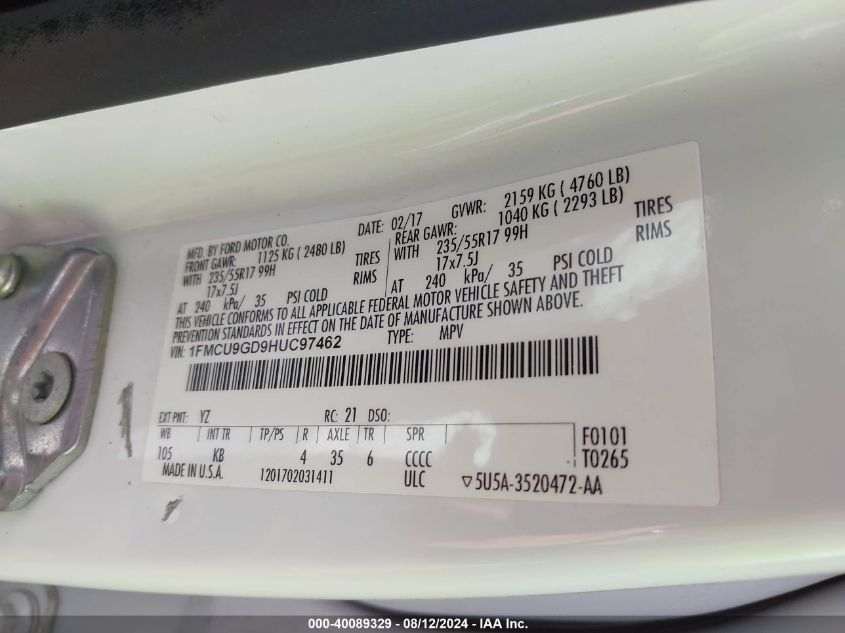 MFD. BY FORD MOTOR CO. DATE: 02/17 GVWR: 2159 KG ( 4760 LB)
FRONT GAWR: 1125 KG ( 2480 LB) REAR GAWR: 1040 KG ( 2293 LB)
WITH 235/55R17 99H TIRES WITH 235/55R17 99H TIRES
17x7.5J RIMS 17x7.5J RIMS
AT 240 kPa/ 35 PSI COLD AT 240 kPa/ 35 PSI COLD
THIS VEHICLE CONFORMS TO ALL APPLICABLE FEDERAL MOTOR VEHICLE SAFETY AND THEFT
PREVENTION STANDARDS IN EFFECT ON THE DATE OF MANUFACTURE SHOWN ABOVE.
VIN: 1FMCU9GD9HUC97462 TYPE: MPV
EXT PNT: YZ RC: 21 DSO:
WB INT TR TP/PS R AXLE TR SPR F0101
105 KB 4 35 6 CCCC T0265
MADE IN U.S.A. 1201702031411 ULC ▽5U5A-3520472-AA
000-40089329 - 08/12/2024 - IAA Inc.